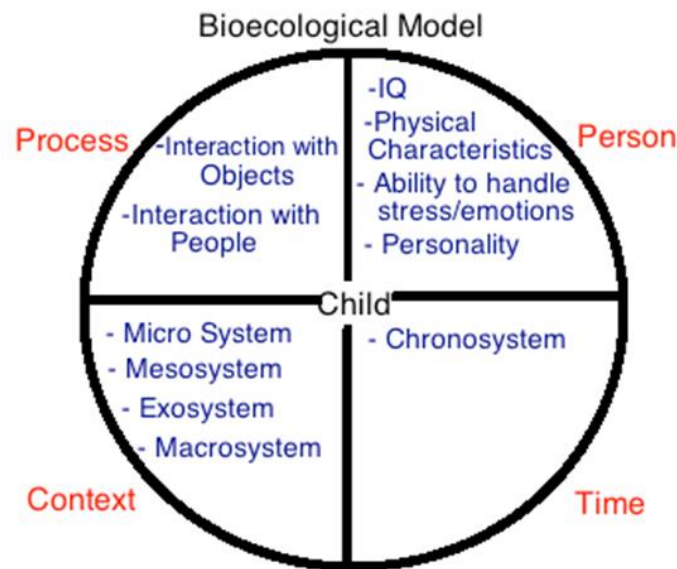 Bioecological Model
Process
-Interaction with
Objects
-Interaction with
People
-IQ
-Physical
Characteristics
- Ability to handle
stress/emotions
- Personality
Person
Child
- Micro System
- Mesosystem
- Exosystem
- Macrosystem
Context
- Chronosystem
Time